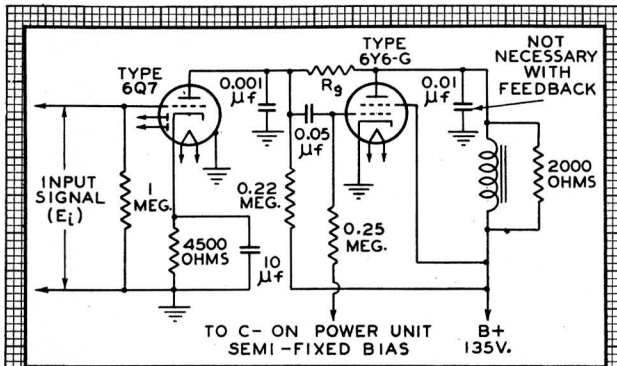 TYPE
6Q7
TYPE
6Y6-G
NOT
NECESSARY
WITH
FEEDBACK
0.001
μf
R9
0.01
μf
0.05
μf
INPUT
SIGNAL
(Ei)
1
MEG.
0.22
MEG.
2000
OHMS
4500
OHMS
10
μf
0.25
MEG.
TO C- ON POWER UNIT
SEMI-FIXED BIAS
B+
135V.